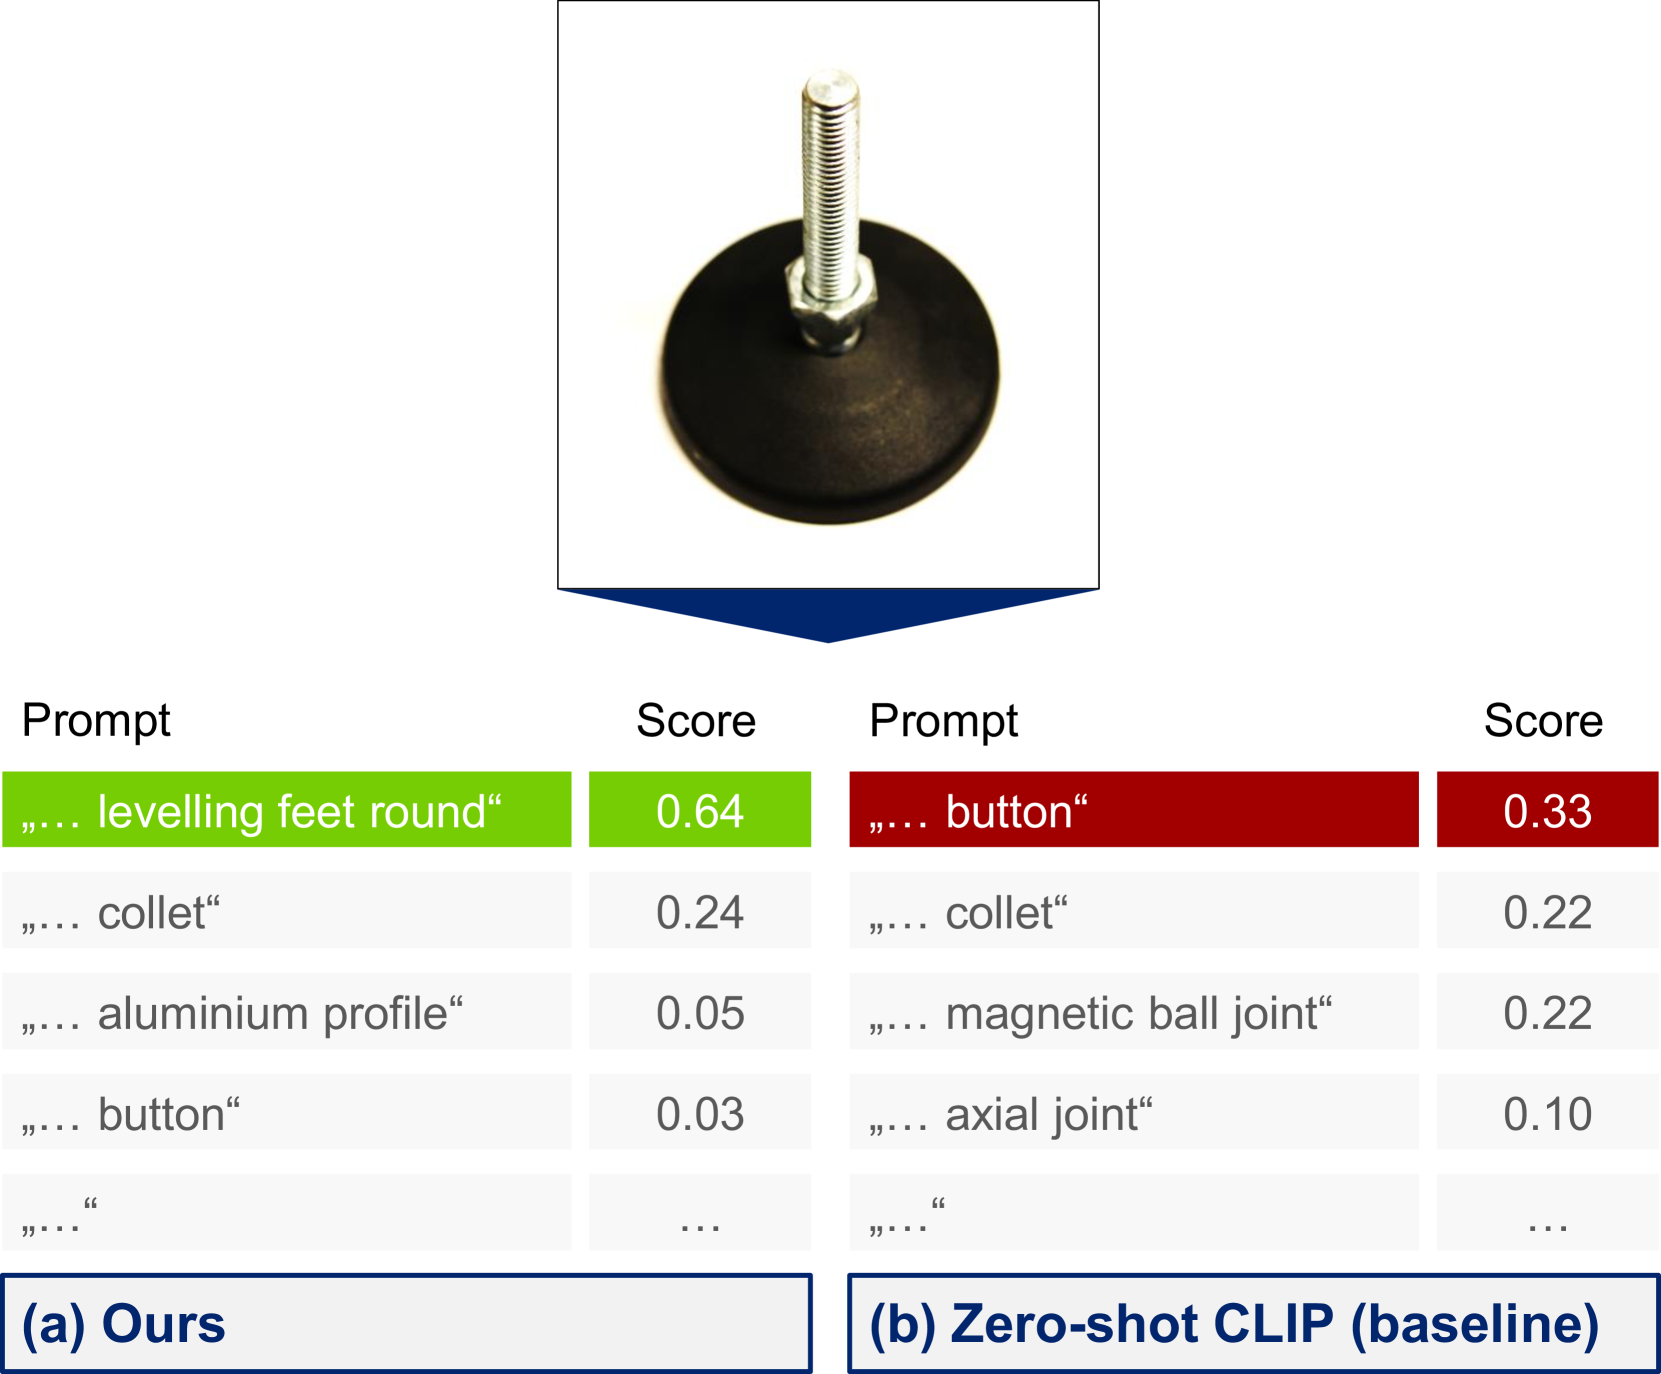 Prompt Score
„… levelling feet round“ 0.64
„… collet“ 0.24
„… aluminium profile“ 0.05
„… button“ 0.03
„…“ …
(a) Ours
Prompt Score
„… button“ 0.33
„… collet“ 0.22
„… magnetic ball joint“ 0.22
„… axial joint“ 0.10
„…“ …
(b) Zero-shot CLIP (baseline)